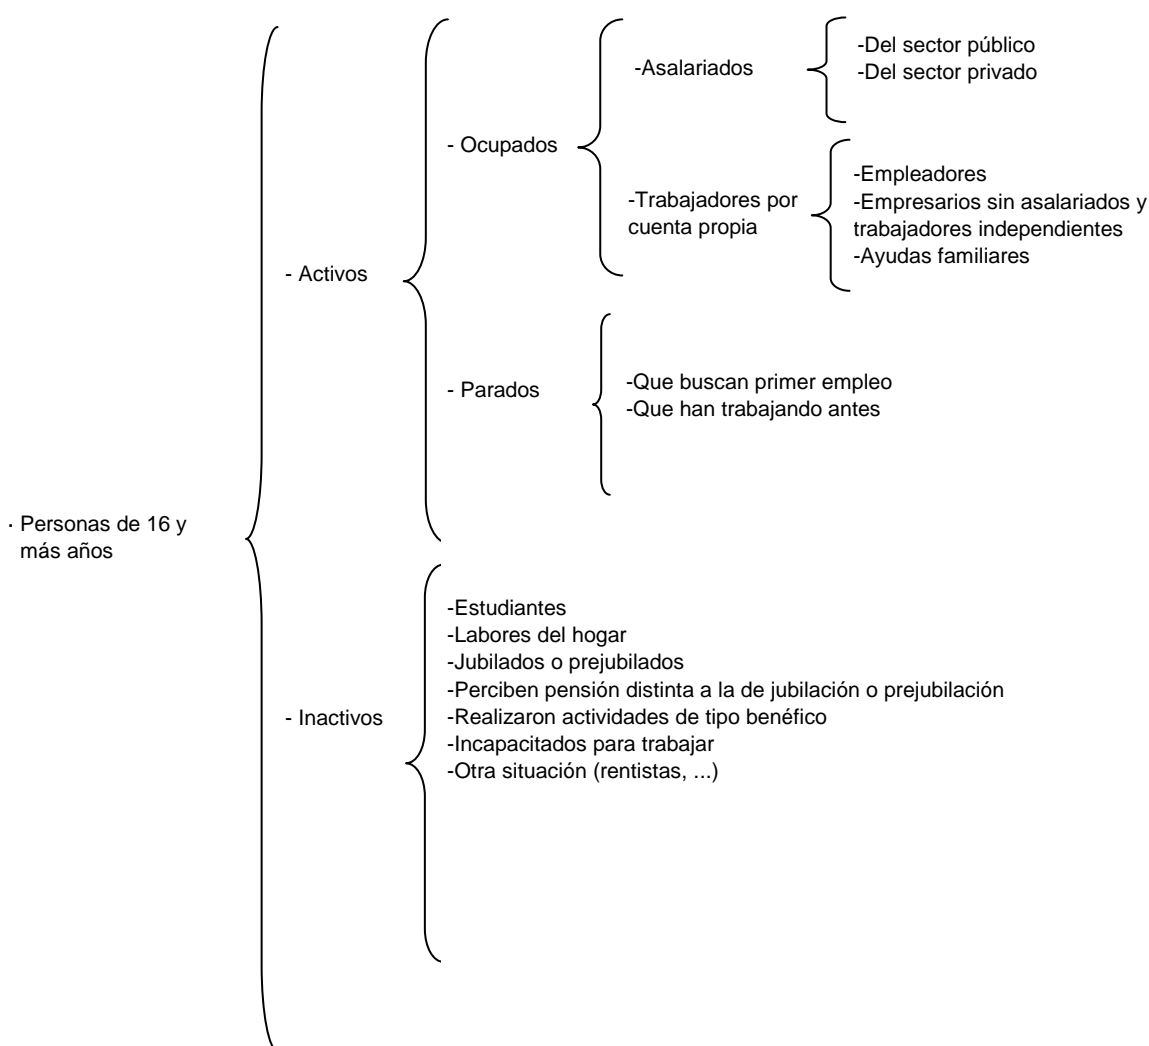 -Del sector público
-Del sector privado
-Asalariados
- Ocupados
-Empleadores
-Empresarios sin asalariados y
trabajadores independientes
-Ayudas familiares
-Trabajadores por
cuenta propia
- Activos
- Parados
-Que buscan primer empleo
-Que han trabajando antes
· Personas de 16 y
más años
-Estudiantes
-Labores del hogar
-Jubilados o prejubilados
-Perciben pensión distinta a la de jubilación o prejubilación
-Realizaron actividades de tipo benéfico
-Incapacitados para trabajar
-Otra situación (rentistas, ...)
- Inactivos